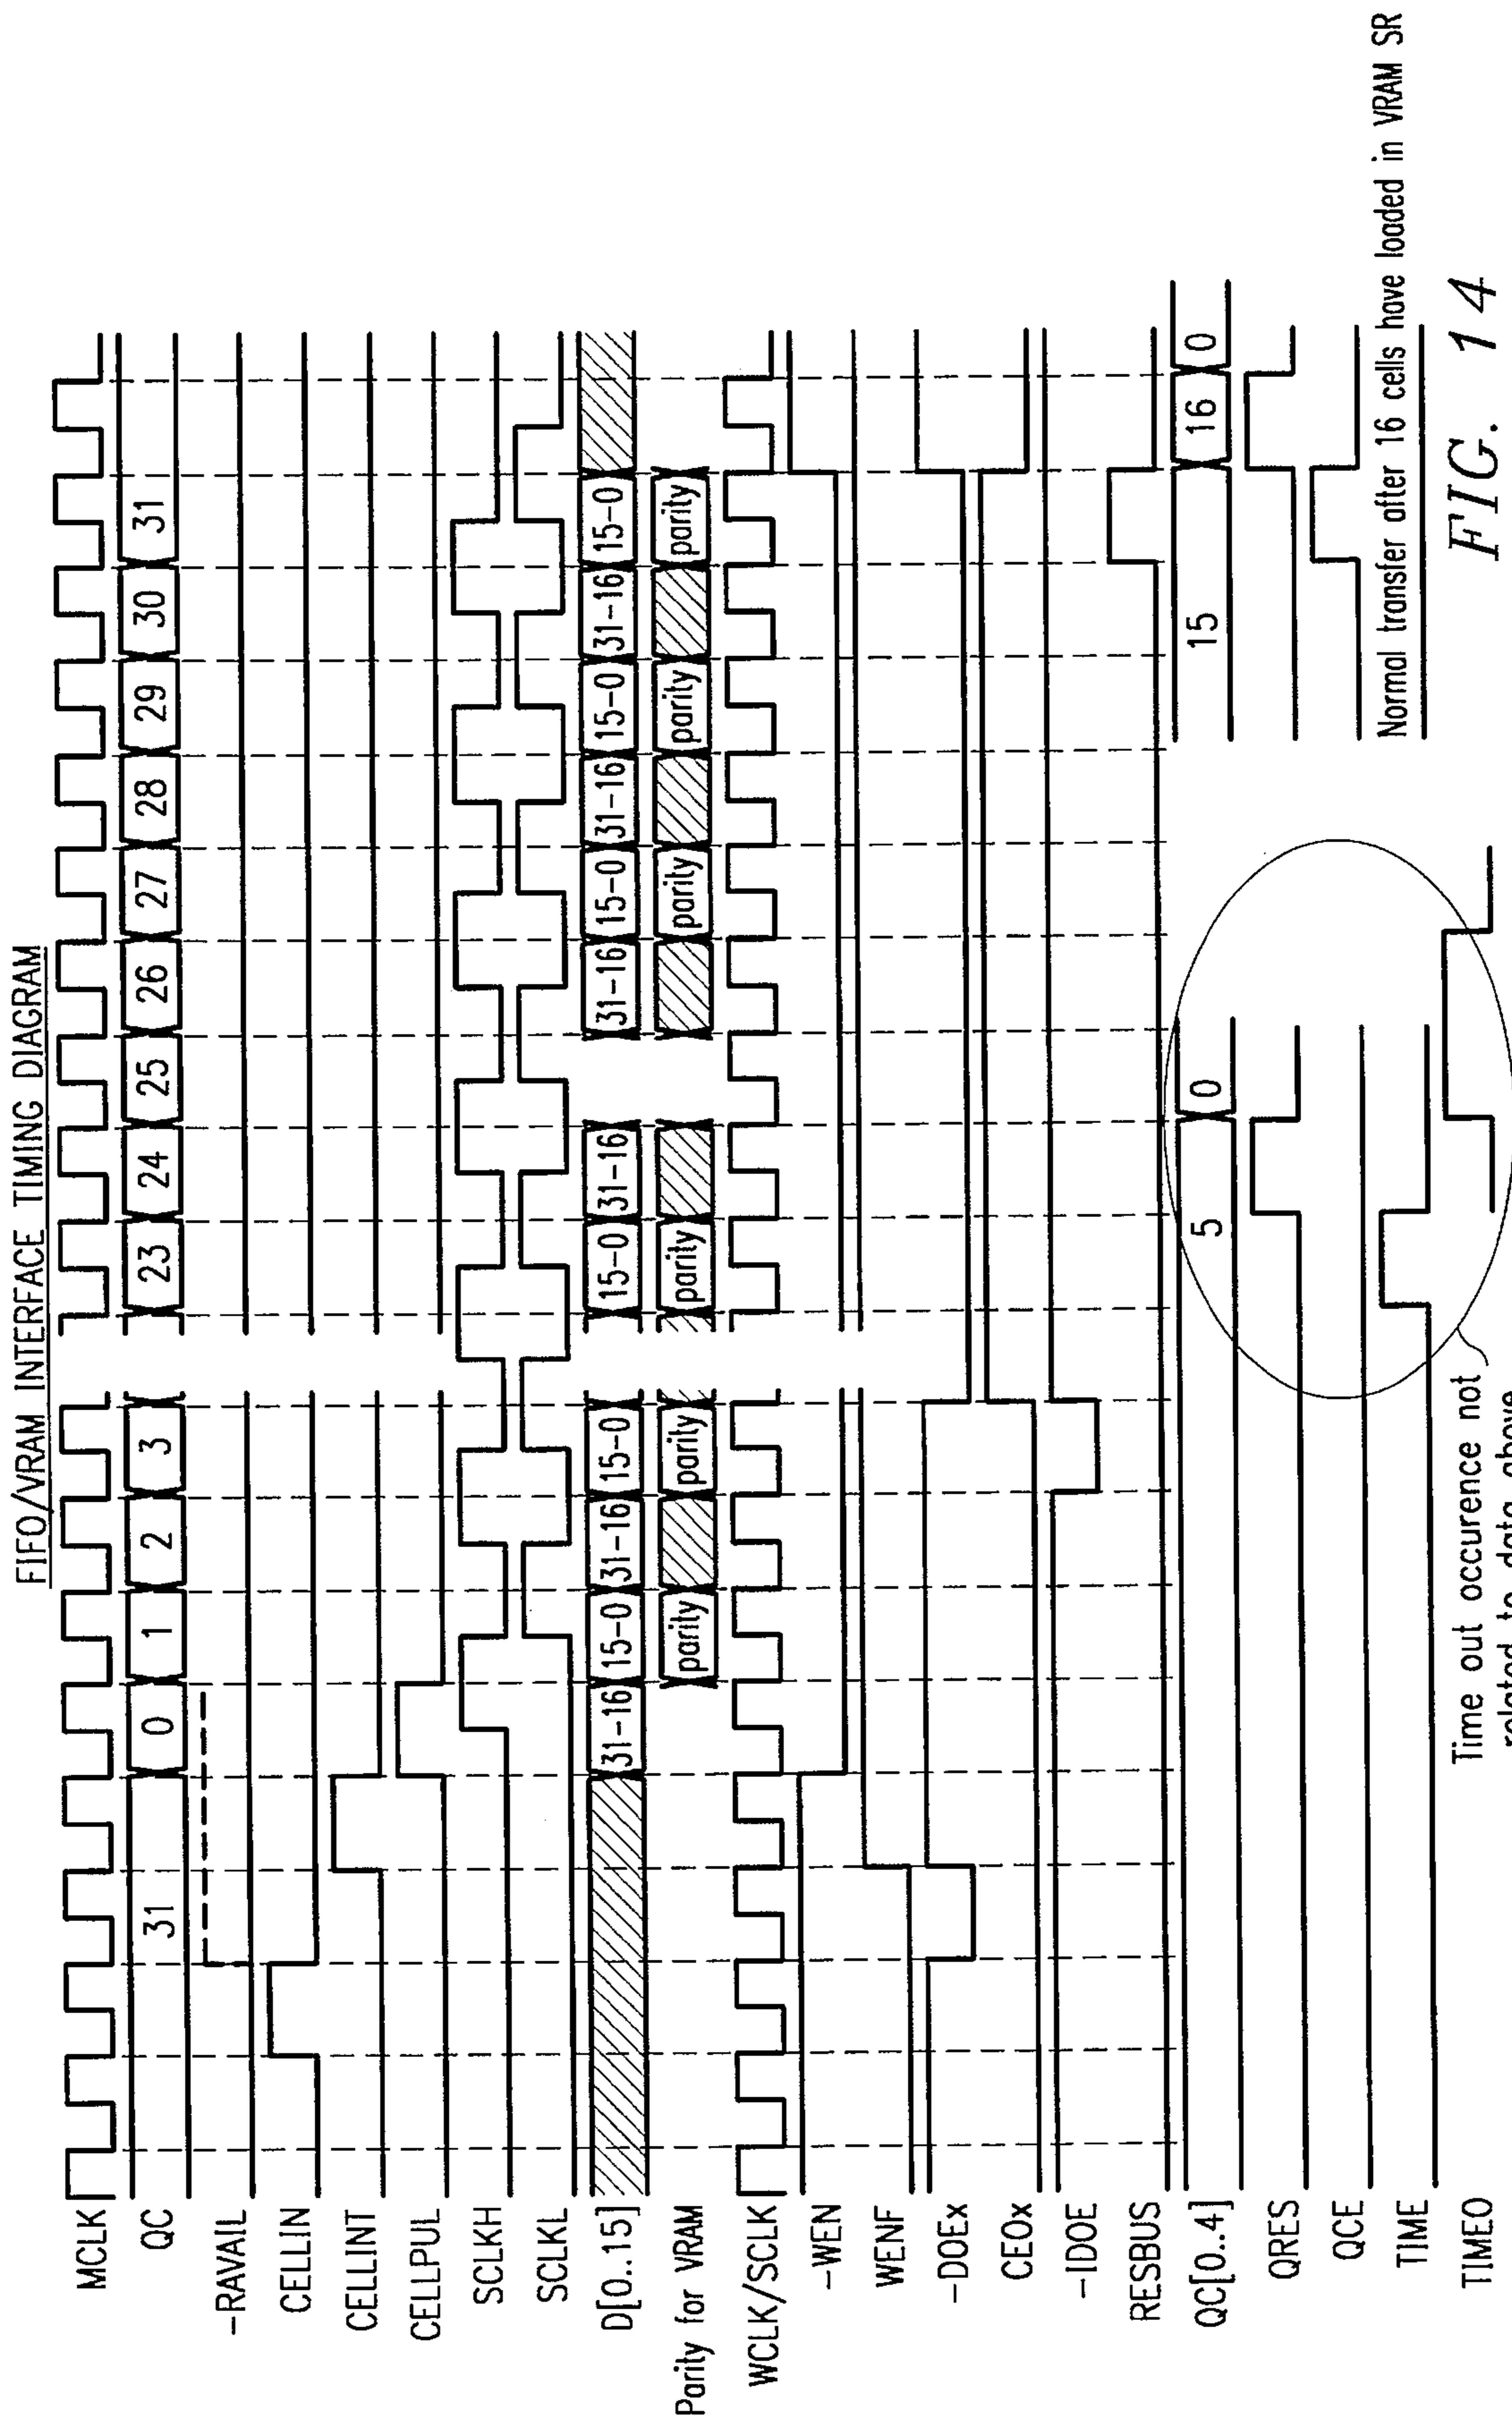 FIFO/VRAM INTERFACE TIMING DIAGRAM
MCLK
QC 31 0 1 2 3 23 24 25 26 27 28 29 30 31
-RAVAIL
CELLIN
CELLINT
CELLPUL
SCLKH
SCLKL
D[0..15] 31-16 15-0 31-16 15-0 15-0 31-16 31-16 15-0 31-16 15-0 31-16 15-0
Parity for VRAM parity parity parity parity parity parity
WCLK/SCLK
-WEN
WENF
-DOEx
CEOx
-IDOE
RESBUS
QC[0..4] 5 0 15 16 0
QRES
QCE
TIME
TIMEO
Time out occurence not
related to data above
Normal transfer after 16 cells have loaded in VRAM SR
FIG. 14